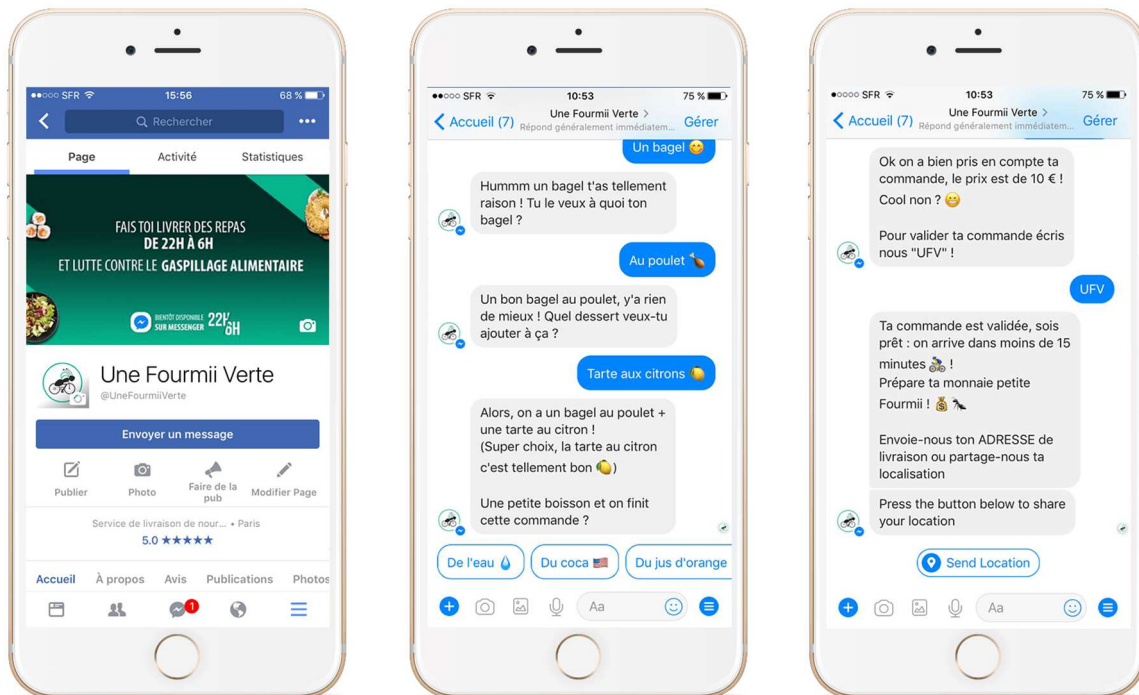 SFR
15:56
68 %
Rechercher
Page
Activité
Statistiques
FAIS TOI LIVRER DES REPAS
DE 22H À 6H
ET LUTTE CONTRE LE GASPILLAGE ALIMENTAIRE
BIENTÔT DISPONIBLE
SUR MESSENGER
22H/
6H
Une Fourmii Verte
@UneFourmiiVerte
Envoyer un message
Publier
Photo
Faire de la
pub
Modifier Page
Service de livraison de nour... • Paris
5.0 ★★★★★
Accueil
À propos
Avis
Publications
Photos
1
SFR
10:53
75 %
Accueil (7)
Une Fourmii Verte >
Répond généralement immédiatem...
Gérer
Un bagel 😋
Hummm un bagel t'as tellement
raison ! Tu le veux à quoi ton
bagel ?
Au poulet 🍗
Un bon bagel au poulet, y'a rien
de mieux ! Quel dessert veux-tu
ajouter à ça ?
Tarte aux citrons 🍋
Alors, on a un bagel au poulet +
une tarte au citron !
(Super choix, la tarte au citron
c'est tellement bon 🍋)
Une petite boisson et on finit
cette commande ?
De l'eau 💧
Du coca 🇺🇸
Du jus d'orange
Aa
SFR
10:53
75 %
Accueil (7)
Une Fourmii Verte >
Répond généralement immédiatem...
Gérer
Ok on a bien pris en compte ta
commande, le prix est de 10 € !
Cool non ? 😁
Pour valider ta commande écris
nous "UFV" !
UFV
Ta commande est validée, sois
prêt : on arrive dans moins de 15
minutes 🚴 !
Prépare ta monnaie petite
Fourmii ! 💰 🐜
Envoie-nous ton ADRESSE de
livraison ou partage-nous ta
localisation
Press the button below to share
your location
Send Location
Aa